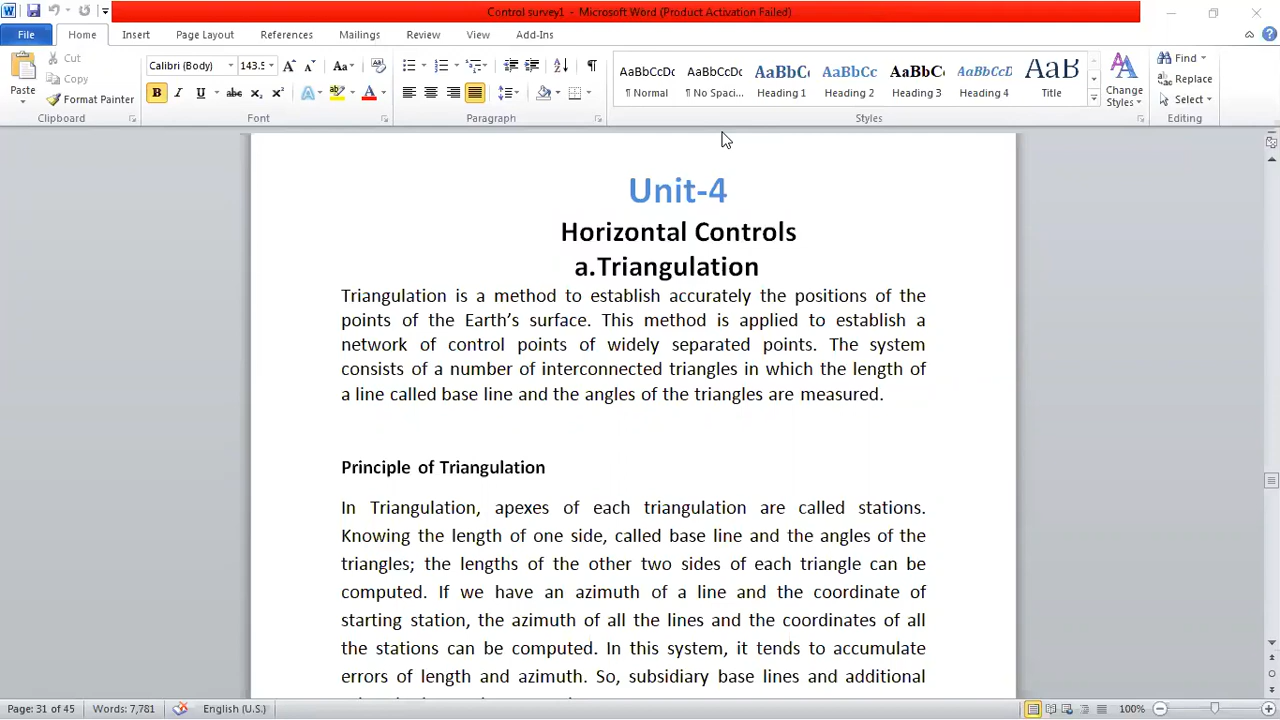 Control survey1 - Microsoft Word (Product Activation Failed)
File Home Insert Page Layout References Mailings Review View Add-Ins
Paste Cut Copy Format Painter
Calibri (Body) 143.5
AaBbCcDc AaBbCcDc AaBbC AaBbCc AaBbCc AaBbCcD AaB
¶ Normal ¶ No Spaci... Heading 1 Heading 2 Heading 3 Heading 4 Title
Change Styles
Find Replace Select
Clipboard Font Paragraph Styles Editing
Unit-4
Horizontal Controls
a.Triangulation
Triangulation is a method to establish accurately the positions of the
points of the Earth's surface. This method is applied to establish a
network of control points of widely separated points. The system
consists of a number of interconnected triangles in which the length of
a line called base line and the angles of the triangles are measured.
Principle of Triangulation
In Triangulation, apexes of each triangulation are called stations.
Knowing the length of one side, called base line and the angles of the
triangles; the lengths of the other two sides of each triangle can be
computed. If we have an azimuth of a line and the coordinate of
starting station, the azimuth of all the lines and the coordinates of all
the stations can be computed. In this system, it tends to accumulate
errors of length and azimuth. So, subsidiary base lines and additional
Page: 31 of 45 Words: 7,781 English (U.S.) 100%